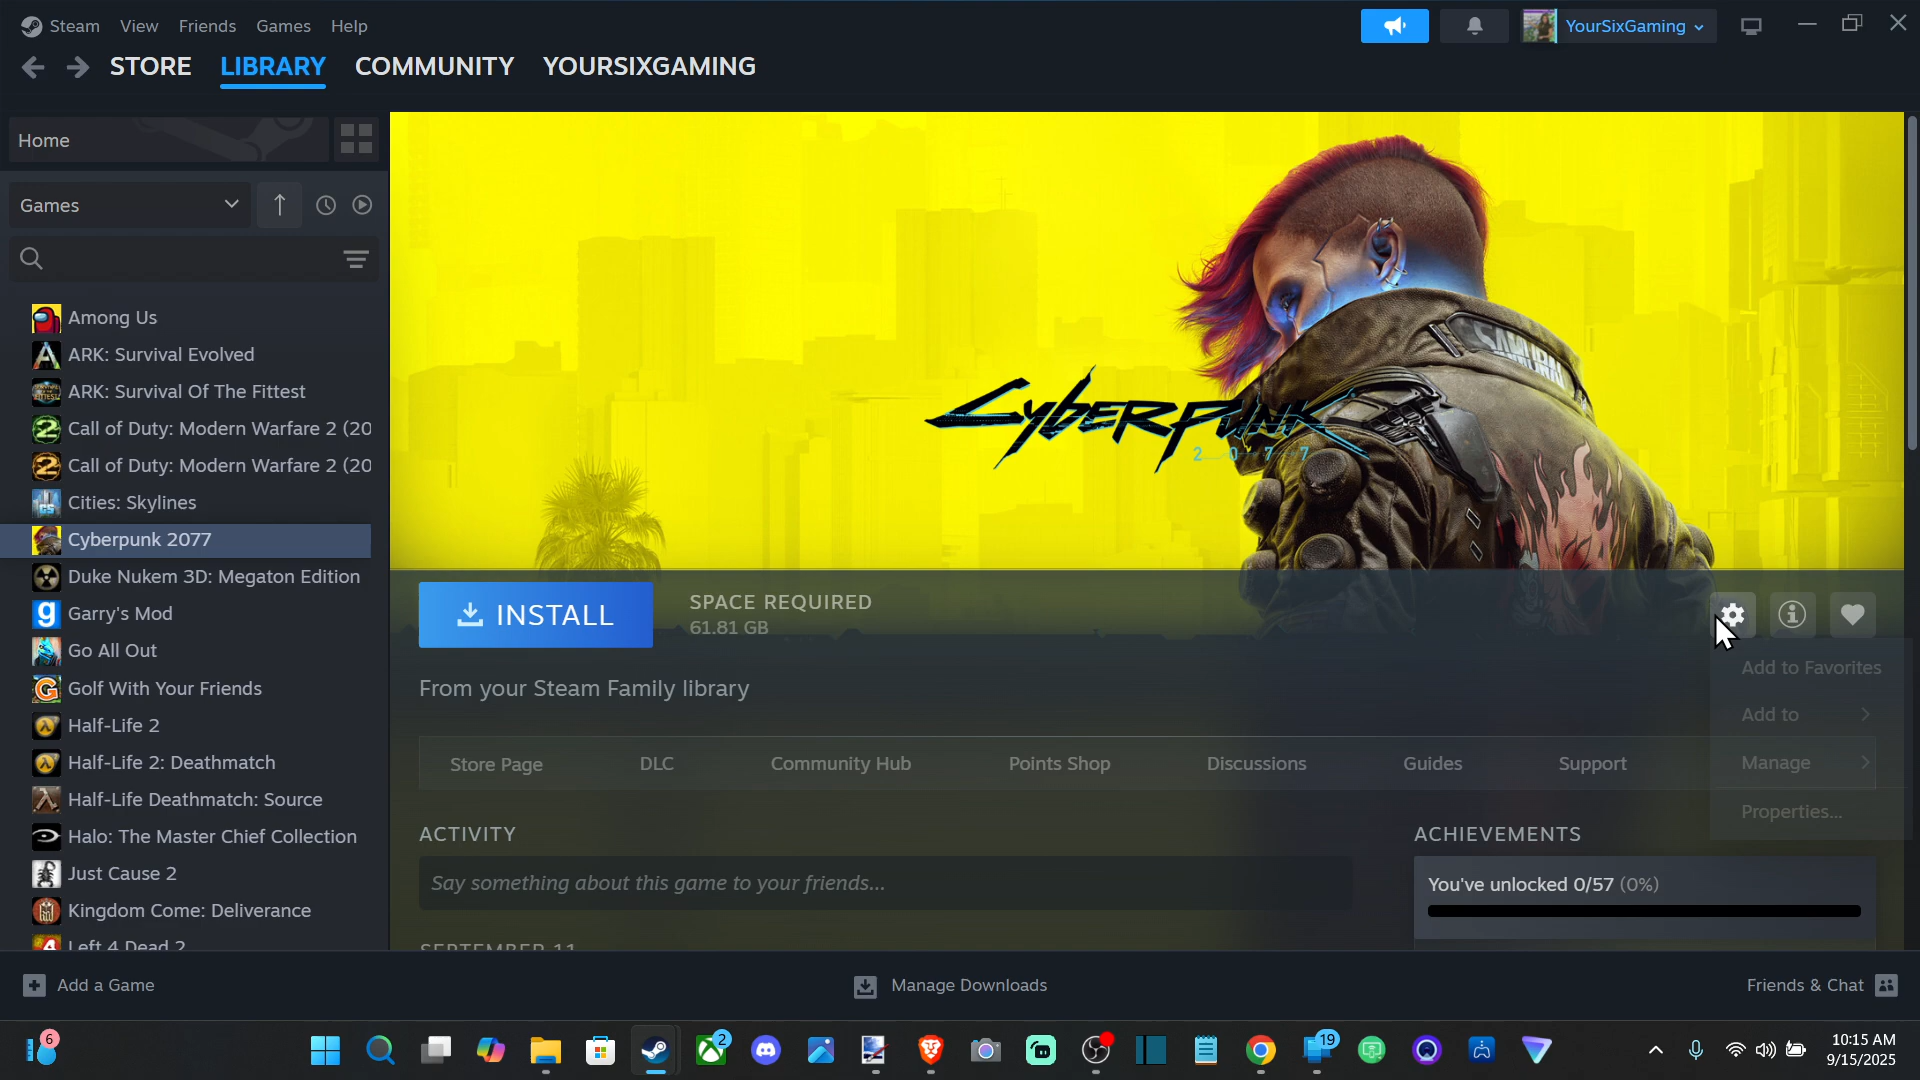 Steam View Friends Games Help
YourSixGaming
STORE LIBRARY COMMUNITY YOURSIXGAMING
Home
Games
Among Us
ARK: Survival Evolved
ARK: Survival Of The Fittest
Call of Duty: Modern Warfare 2 (20
Call of Duty: Modern Warfare 2 (20
Cities: Skylines
Cyberpunk 2077
Duke Nukem 3D: Megaton Edition
Garry's Mod
Go All Out
Golf With Your Friends
Half-Life 2
Half-Life 2: Deathmatch
Half-Life Deathmatch: Source
Halo: The Master Chief Collection
Just Cause 2
Kingdom Come: Deliverance
Left 4 Dead 2
SAMURAI
Cyberpunk
2077
INSTALL
SPACE REQUIRED
61.81 GB
From your Steam Family library
Add to Favorites
Add to
Manage
Properties...
Store Page DLC Community Hub Points Shop Discussions Guides Support
ACTIVITY
Say something about this game to your friends...
SEPTEMBER 11
ACHIEVEMENTS
You've unlocked 0/57 (0%)
Add a Game
Manage Downloads
Friends & Chat
6
2
19
10:15 AM
9/15/2025